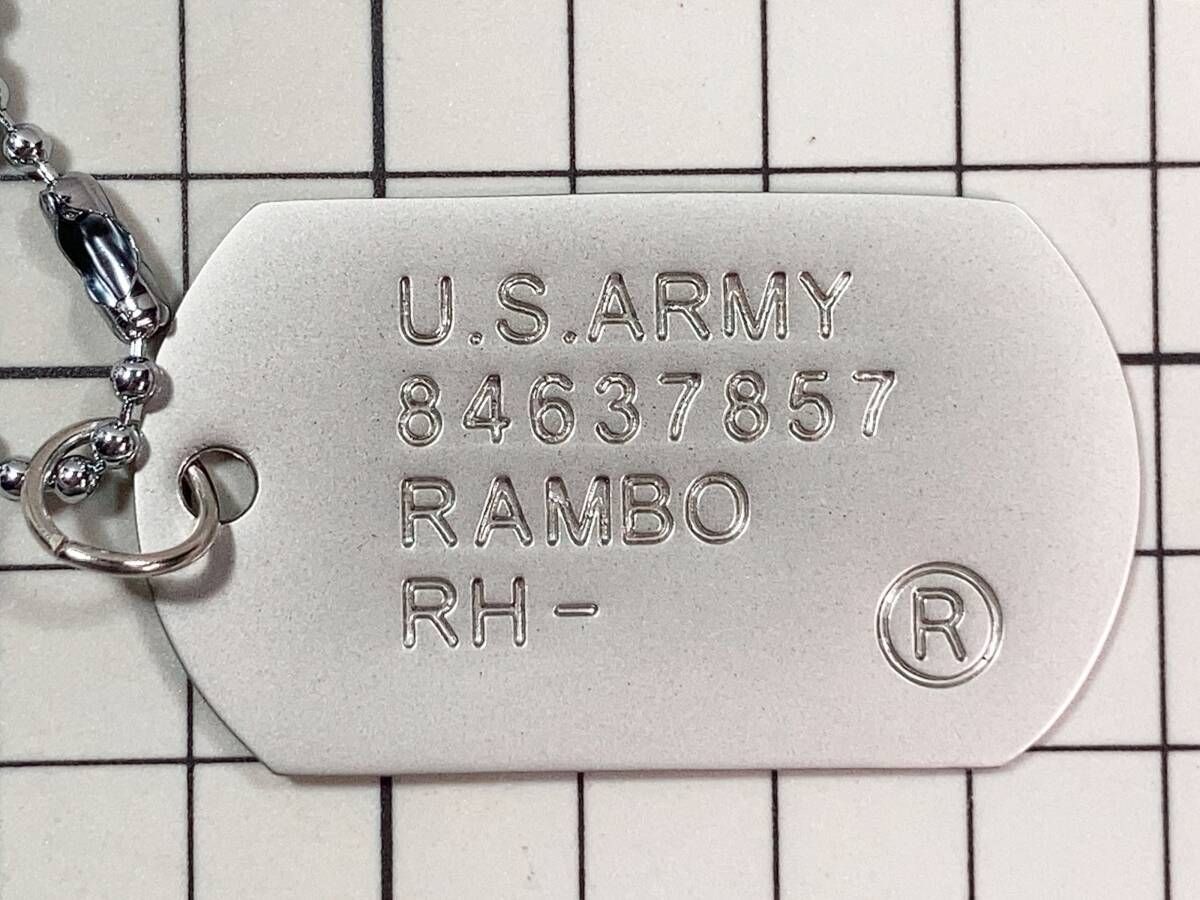 U.S.ARMY
84637857
RAMBO
RH-
®